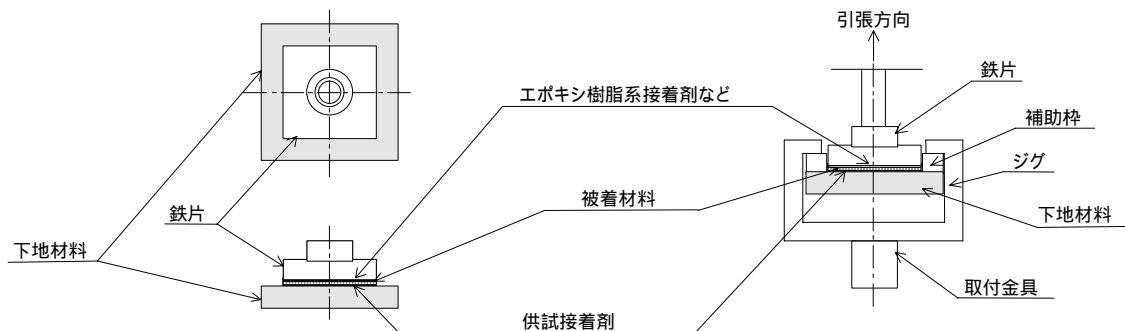 引張方向
鉄片
エポキシ樹脂系接着剤など
補助枠
ジグ
被着材料
鉄片
下地材料
下地材料
取付金具
供試接着剤